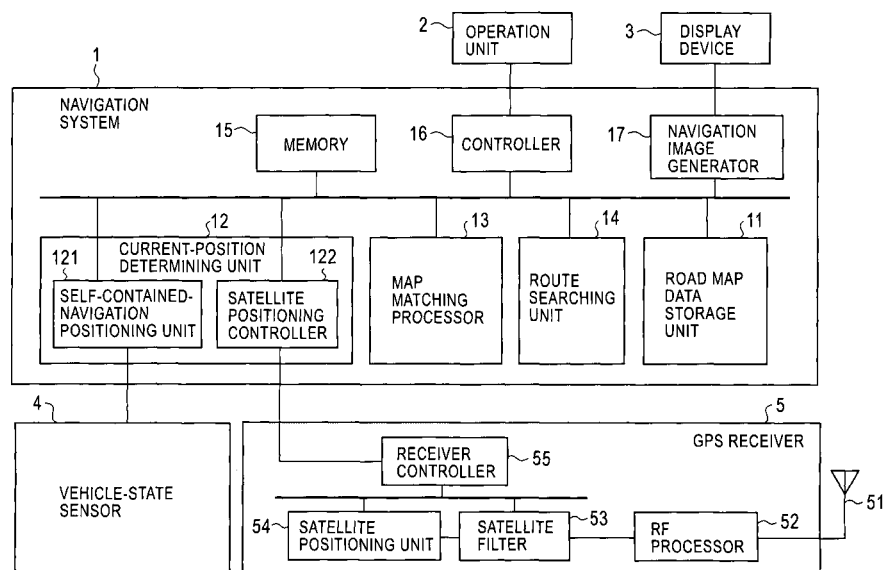 2
OPERATION
UNIT
3
DISPLAY
DEVICE
1
NAVIGATION
SYSTEM
15
MEMORY
16
CONTROLLER
17
NAVIGATION
IMAGE
GENERATOR
12
CURRENT-POSITION
DETERMINING UNIT
121
SELF-CONTAINED-
NAVIGATION
POSITIONING UNIT
122
SATELLITE
POSITIONING
CONTROLLER
13
MAP
MATCHING
PROCESSOR
14
ROUTE
SEARCHING
UNIT
11
ROAD MAP
DATA
STORAGE
UNIT
4
VEHICLE-STATE
SENSOR
5
GPS RECEIVER
RECEIVER
CONTROLLER
55
54
SATELLITE
POSITIONING UNIT
SATELLITE
FILTER
53
RF
PROCESSOR
52
51